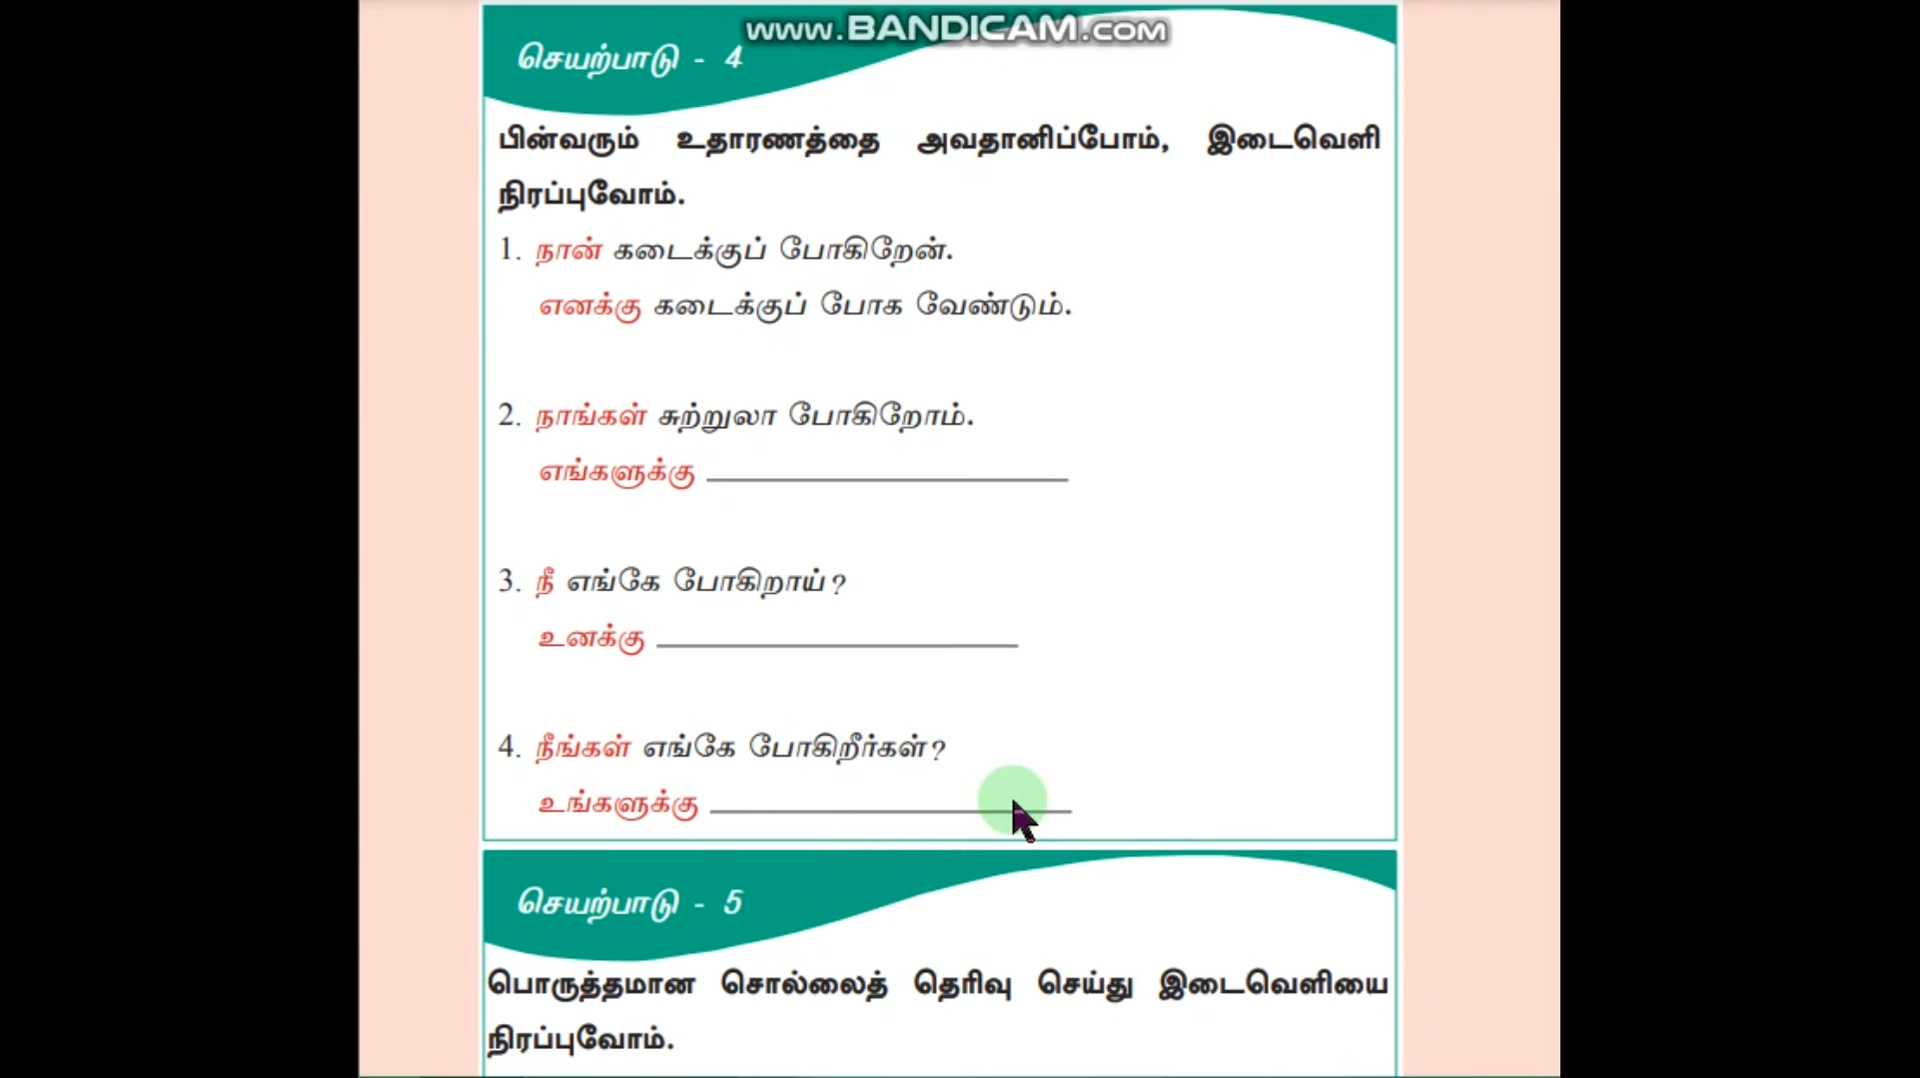 www.BANDICAM.com
செயற்பாடு - 4
பின்வரும் உதாரணத்தை அவதானிப்போம், இடைவெளி
நிரப்புவோம்.
1. நான் கடைக்குப் போகிறேன்.
எனக்கு கடைக்குப் போக வேண்டும்.
2. நாங்கள் சுற்றுலா போகிறோம்.
எங்களுக்கு
3. நீ எங்கே போகிறாய்?
உனக்கு
4. நீங்கள் எங்கே போகிறீர்கள்?
உங்களுக்கு
செயற்பாடு - 5
பொருத்தமான சொல்லைத் தெரிவு செய்து இடைவெளியை
நிரப்புவோம்.